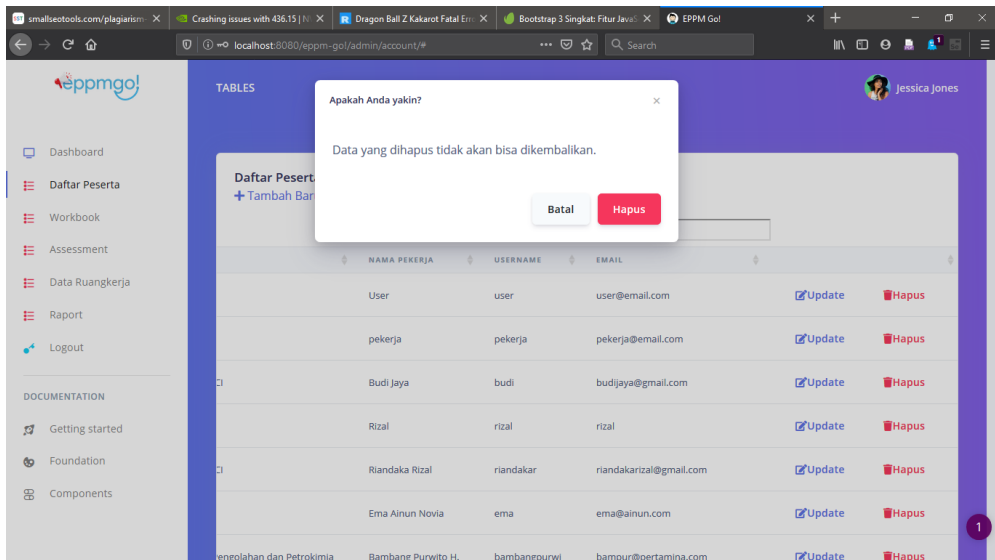 smallseotools.com/plagiarism-
Crashing issues with 436.15 | N
Dragon Ball Z Kakarot Fatal Err
Bootstrap 3 Singkat: Fitur JavaS
EPPM Go!
localhost:8080/eppm-go!/admin/account/#
Search
1
eppmgo!
TABLES
Jessica Jones
Apakah Anda yakin?
Data yang dihapus tidak akan bisa dikembalikan.
Batal
Hapus
Dashboard
Daftar Peserta
Workbook
Assessment
Data Ruangkerja
Raport
Logout
DOCUMENTATION
Getting started
Foundation
Components
Daftar Peserta
Tambah Bar
NAMA PEKERJA USERNAME EMAIL
User user user@email.com Update Hapus
pekerja pekerja pekerja@email.com Update Hapus
CI Budi Jaya budi budijaya@gmail.com Update Hapus
Rizal rizal rizal Update Hapus
CI Riandaka Rizal riandakar riandakarizal@gmail.com Update Hapus
Ema Ainun Novia ema ema@ainun.com Update Hapus
engolahan dan Petrokimia Bambang Purwito H. bambangpurwi bampur@pertamina.com Update Hapus
1